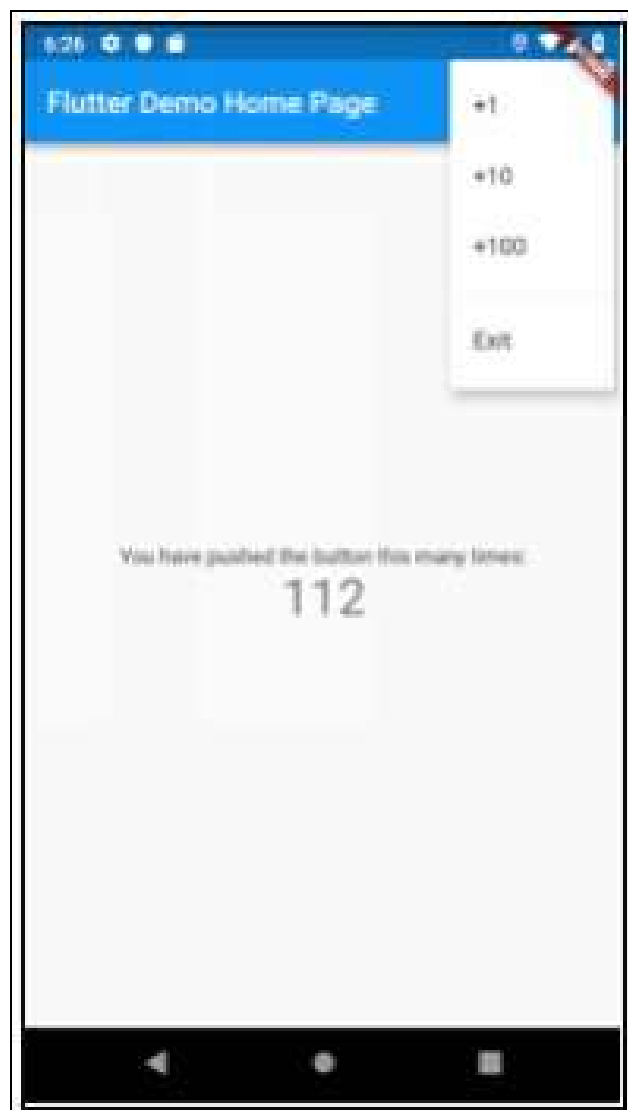 6:26
Flutter Demo Home Page
+1
+10
+100
Exit
You have pushed the button this many times:
112